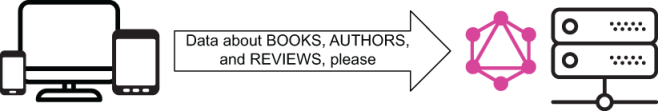 Data about BOOKS, AUTHORS,
and REVIEWS, please